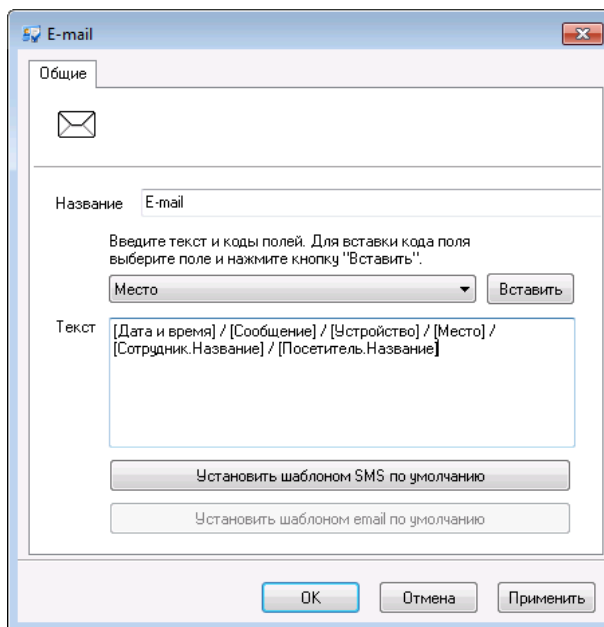 E-mail
Общие
Название E-mail
Введите текст и коды полей. Для вставки кода поля
выберите поле и нажмите кнопку "Вставить".
Место Вставить
Текст [Дата и время] / [Сообщение] / [Устройство] / [Место] /
[Сотрудник.Название] / [Посетитель.Название]
Установить шаблоном SMS по умолчанию
Установить шаблоном email по умолчанию
OK Отмена Применить